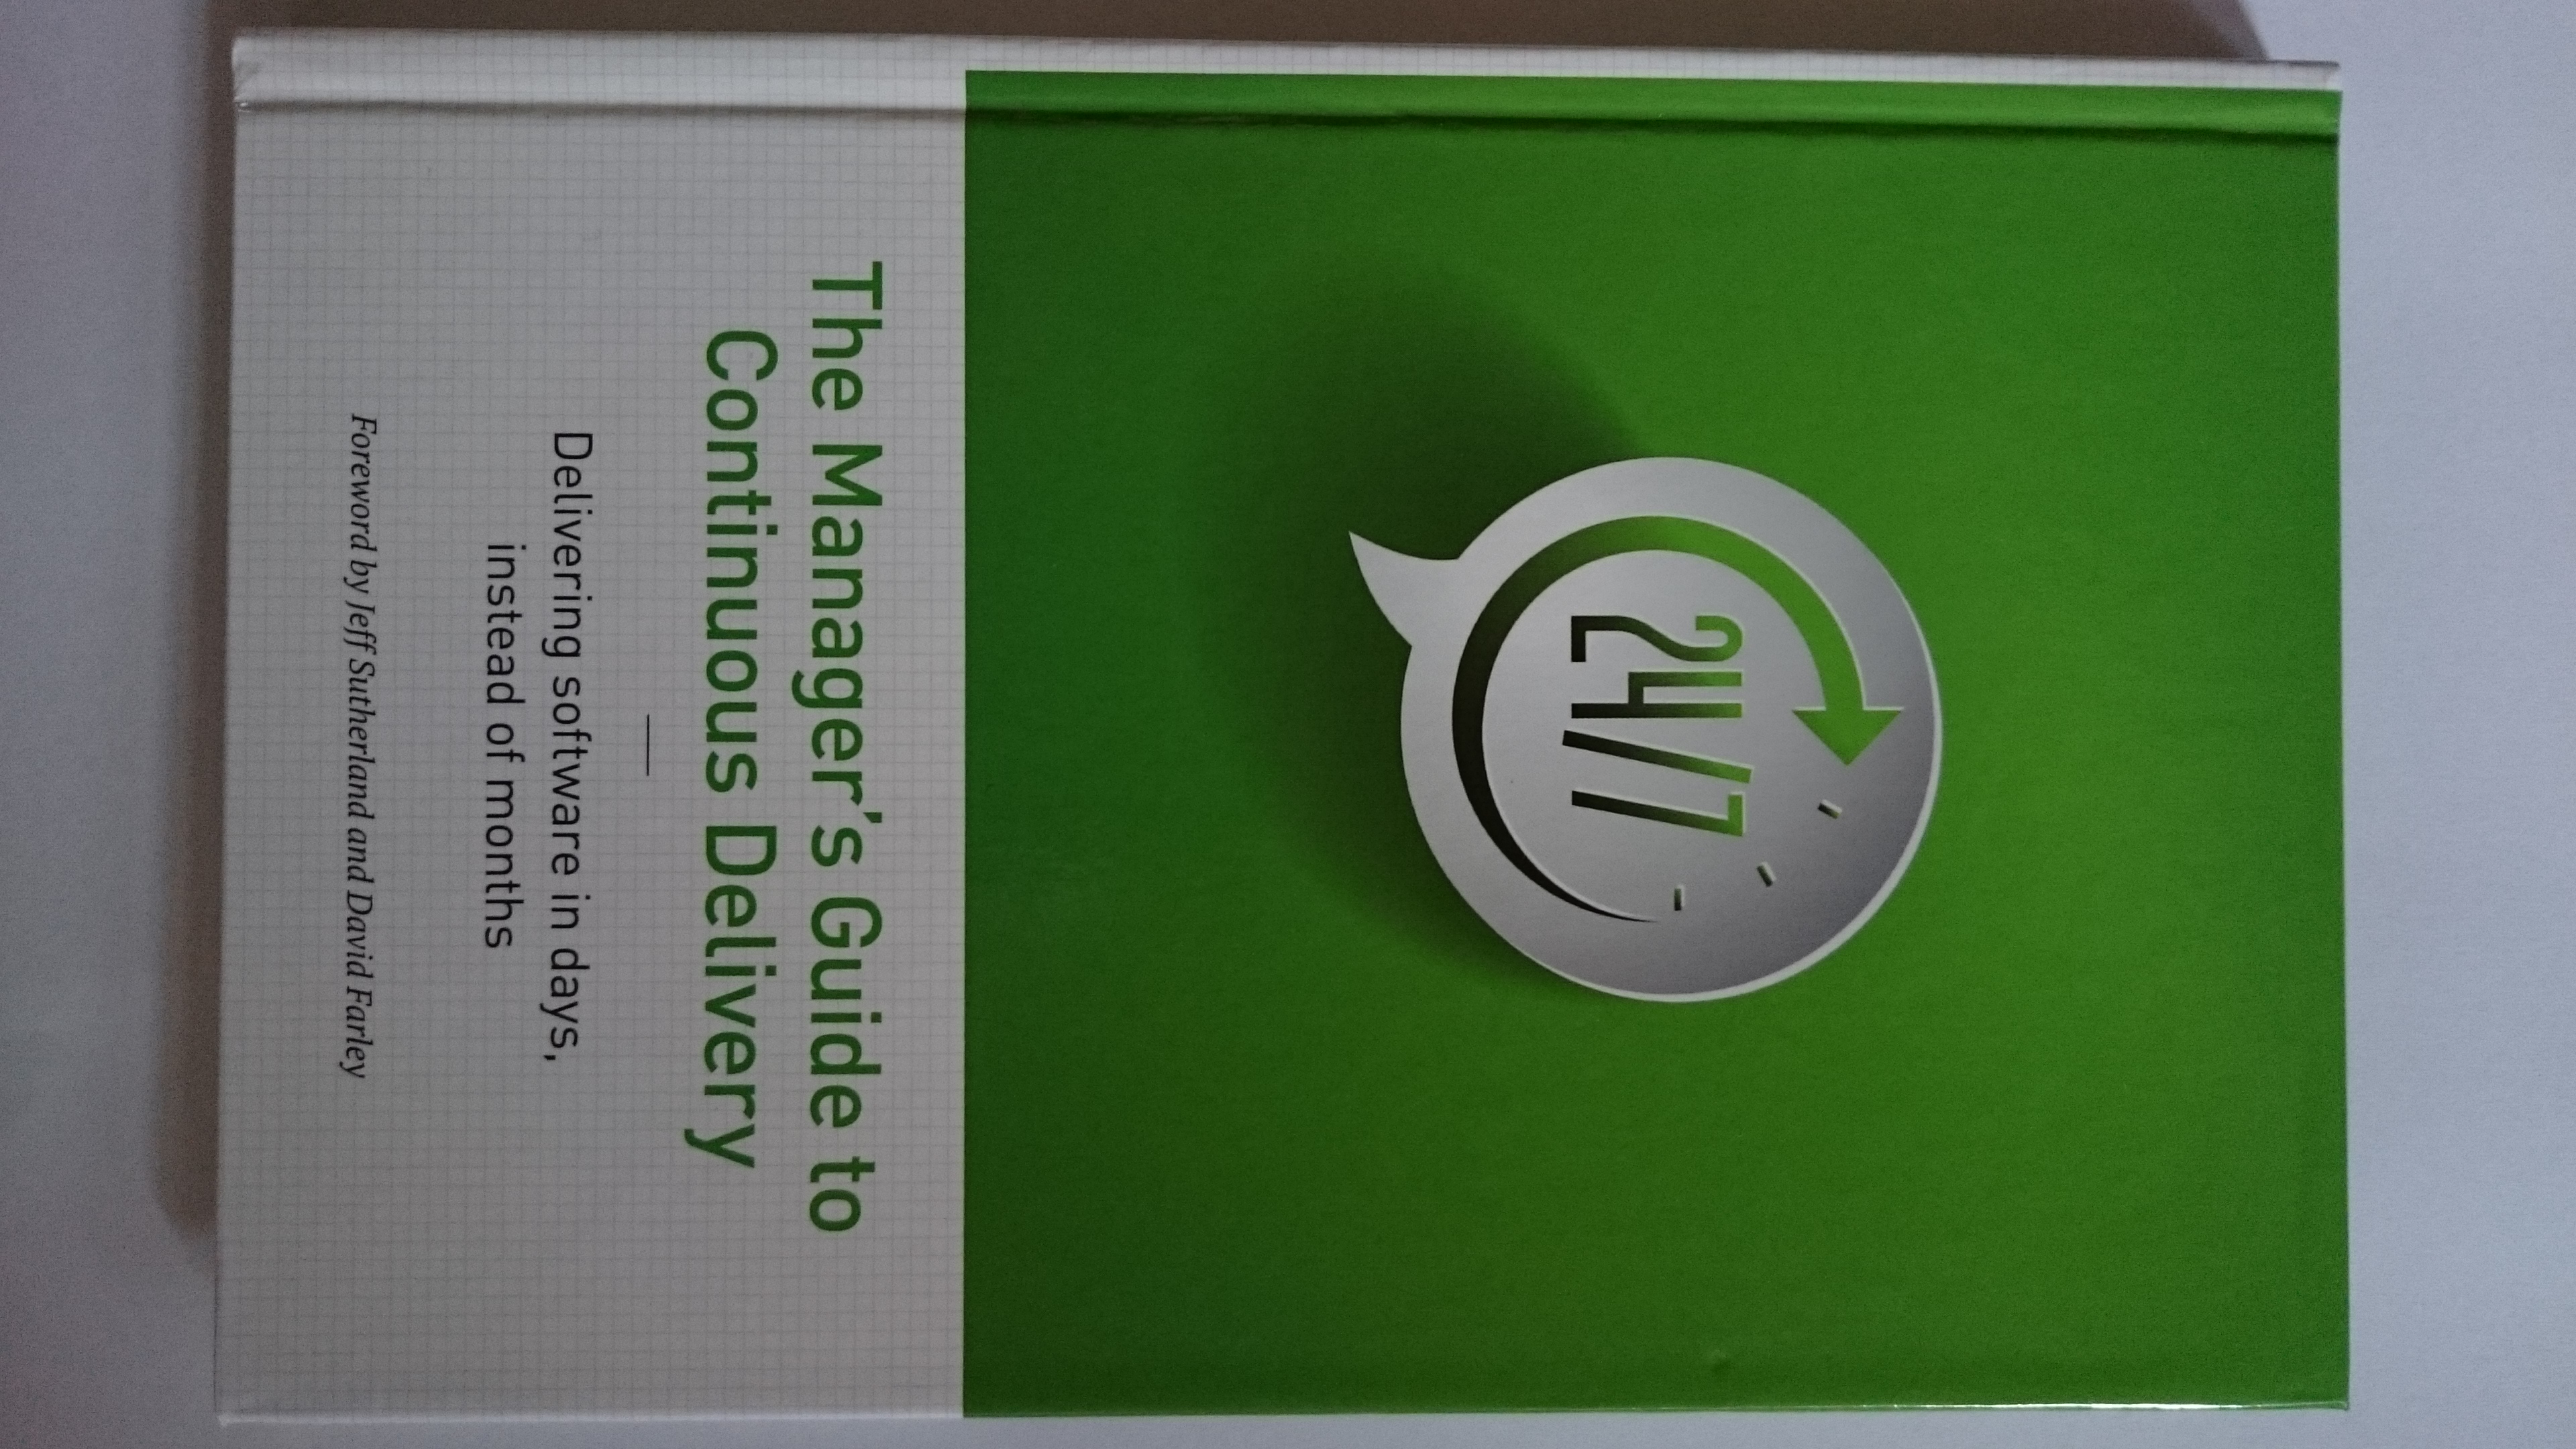 24/7
The Manager's Guide to
Continuous Delivery
Delivering software in days,
instead of months
Foreword by Jeff Sutherland and David Farley